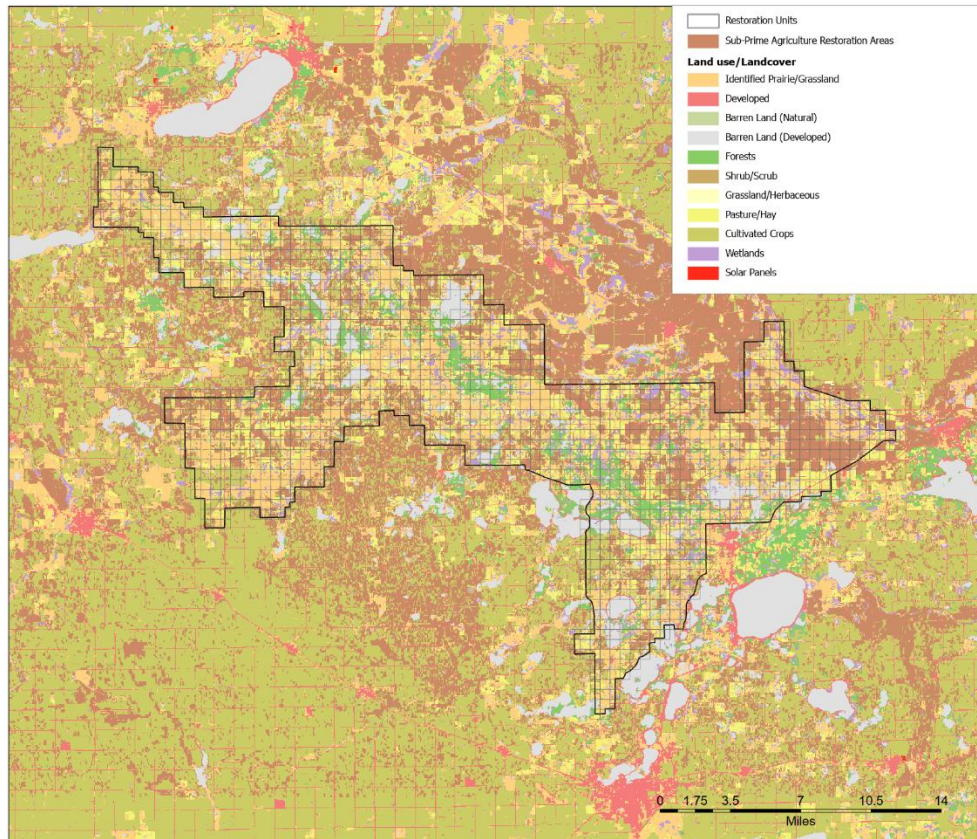 Restoration Units
Sub-Prime Agriculture Restoration Areas
Land use/Landcover
Identified Prairie/Grassland
Developed
Barren Land (Natural)
Barren Land (Developed)
Forests
Shrub/Scrub
Grassland/Herbaceous
Pasture/Hay
Cultivated Crops
Wetlands
Solar Panels
0 1.75 3.5 7 10.5 14
Miles